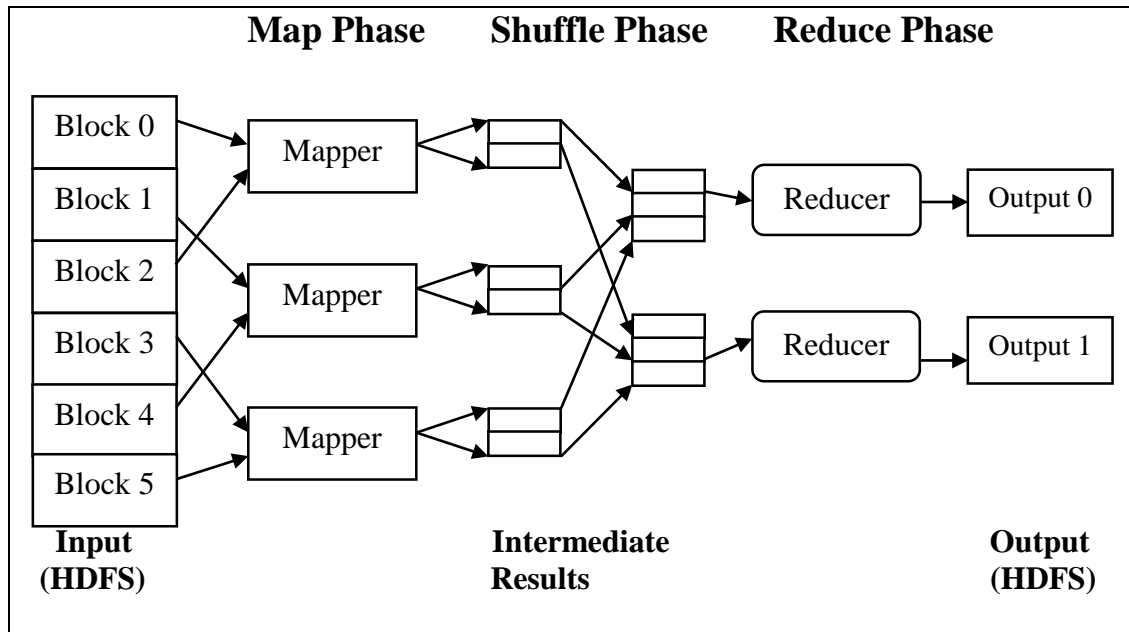 Map Phase
Shuffle Phase
Reduce Phase
Block 0
Block 1
Block 2
Block 3
Block 4
Block 5
Mapper
Mapper
Mapper
Reducer
Reducer
Output 0
Output 1
Input
(HDFS)
Intermediate
Results
Output
(HDFS)